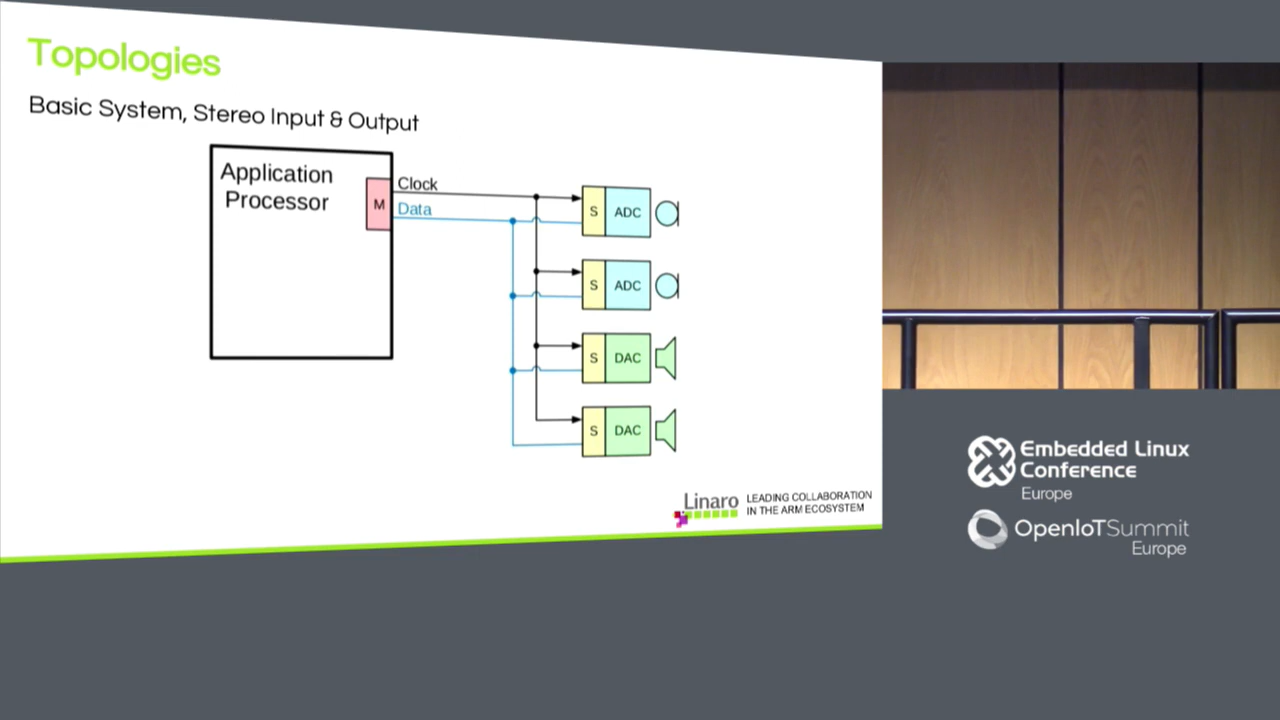 Topologies
Basic System, Stereo Input & Output
Application
Processor
M
Clock
Data
S ADC
S ADC
S DAC
S DAC
Linaro
LEADING COLLABORATION
IN THE ARM ECOSYSTEM
Embedded Linux
Conference
Europe
OpenIoTSummit
Europe